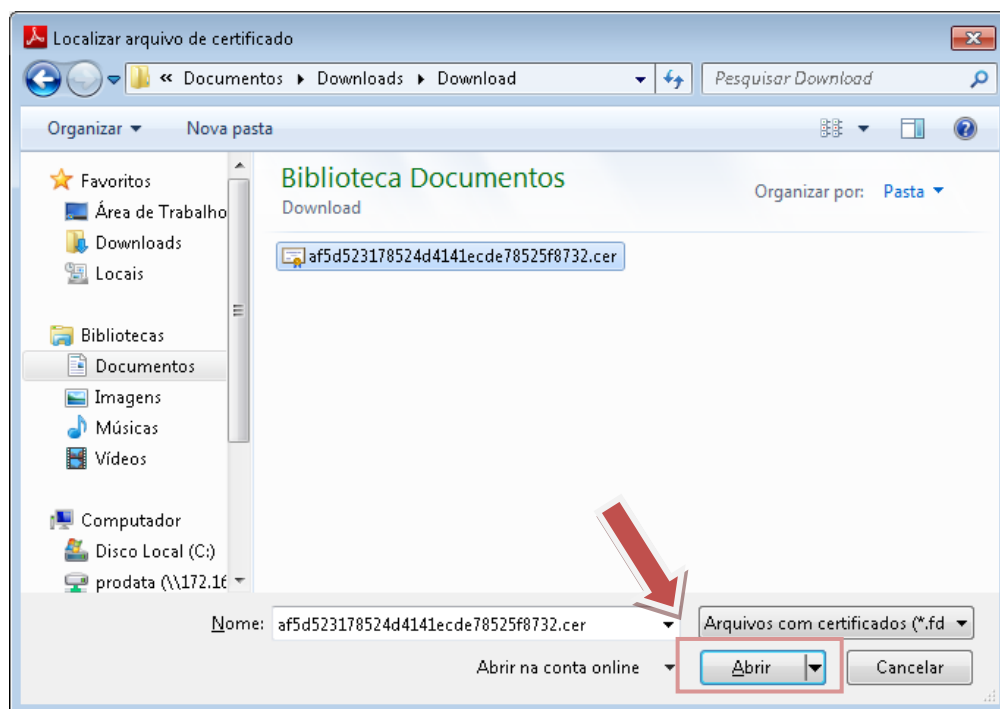 Localizar arquivo de certificado
« Documentos ▸ Downloads ▸ Download
Pesquisar Download
Organizar
Nova pasta
Favoritos
Área de Trabalho
Downloads
Locais
Bibliotecas
Documentos
Imagens
Músicas
Vídeos
Computador
Disco Local (C:)
prodata (\\172.16
Biblioteca Documentos
Download
Organizar por: Pasta
af5d523178524d4141ecde78525f8732.cer
Nome: af5d523178524d4141ecde78525f8732.cer
Arquivos com certificados (*.fd
Abrir na conta online
Abrir
Cancelar